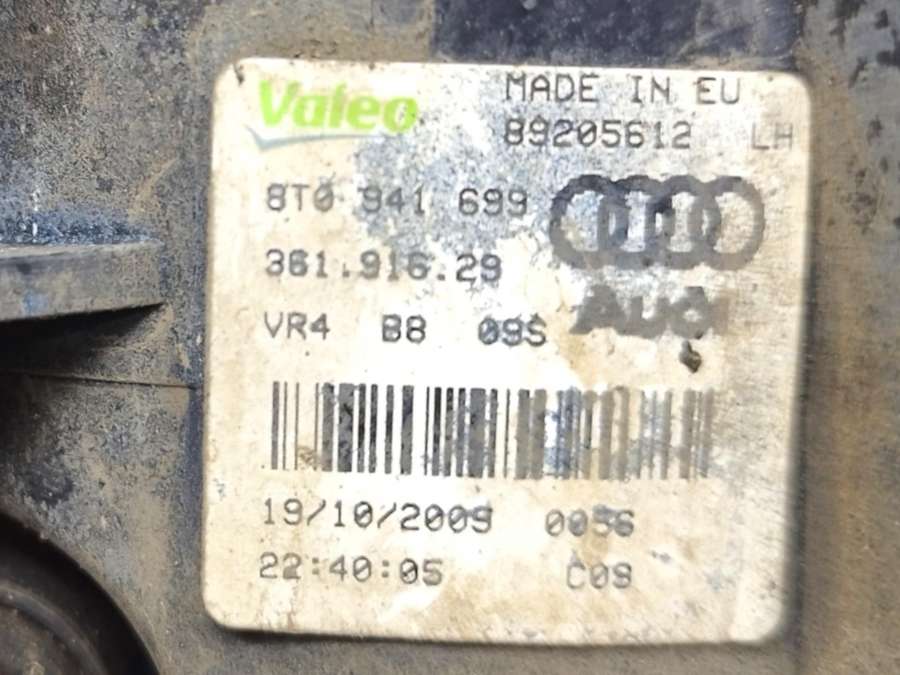 Valeo
MADE IN EU
89205612 LH
8T0 941 699
361.916.29
Audi
VR4 B8 09S
19/10/2009 0056
22:40:05 C09